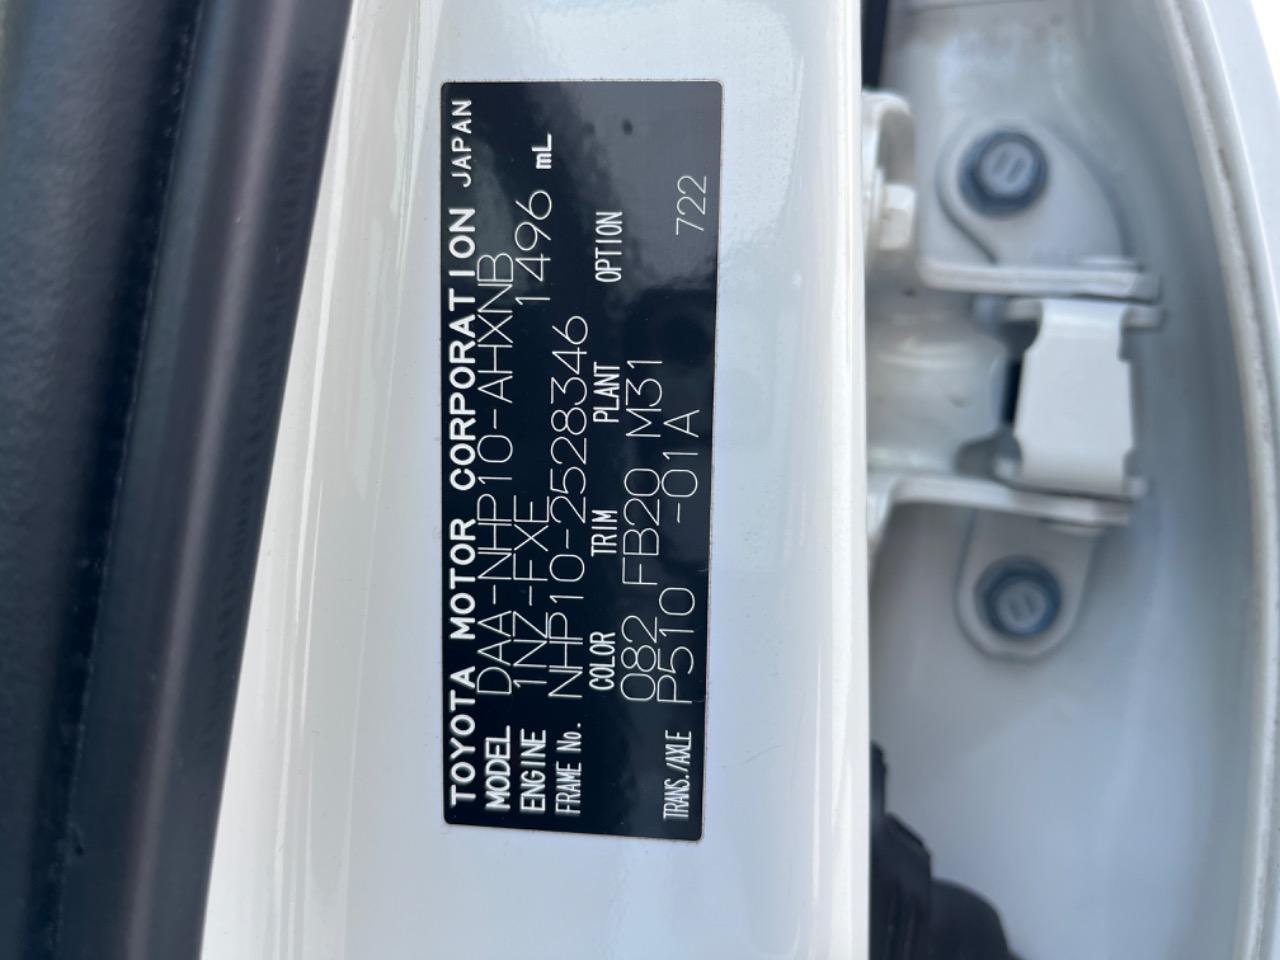 TOYOTA MOTOR CORPORATION JAPAN
MODEL DAA-NHP10-AHXNB
ENGINE 1NZ-FXE 1496 mL
FRAME No. NHP10-2528346
COLOR TRIM PLANT OPTION
082 FB20 M31
TRANS./AXLE P510 -01A 722